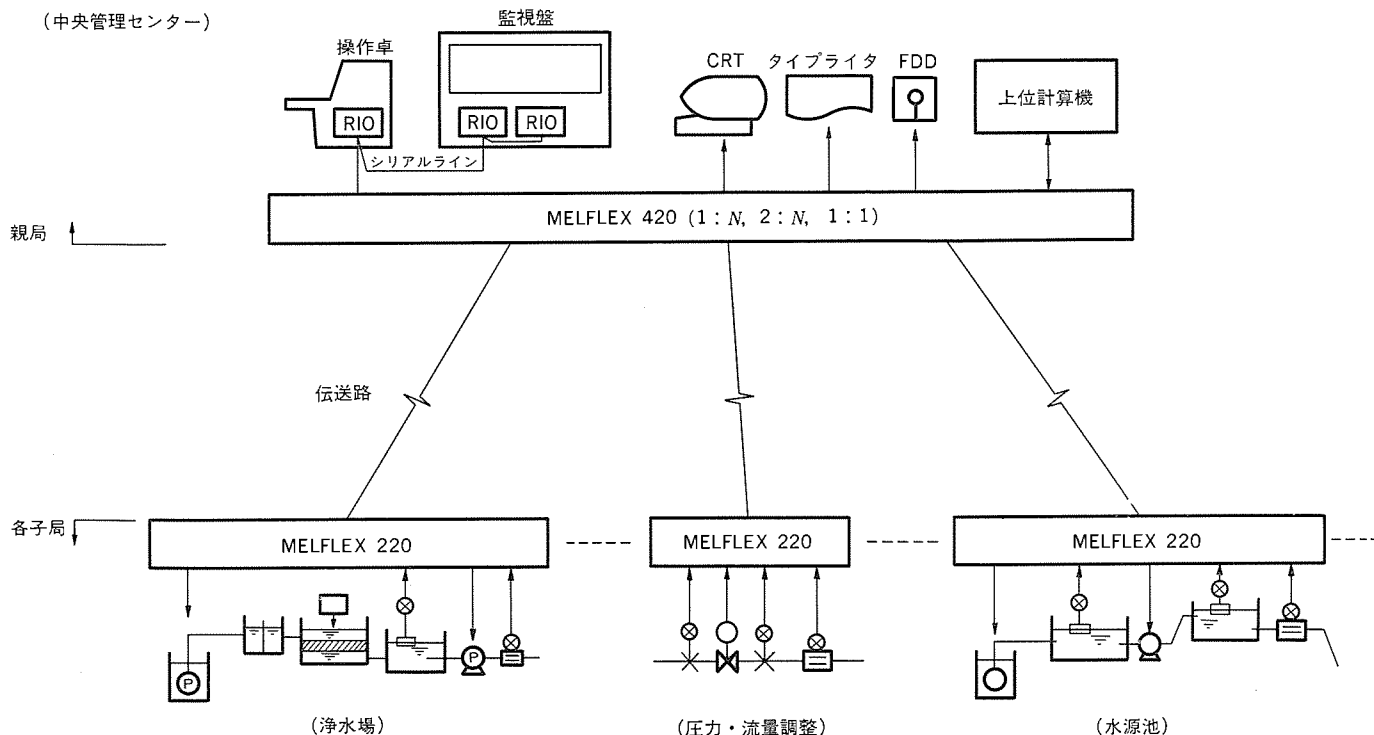 (中央管理センター)
操作卓
監視盤
CRT
タイプライタ
FDD
上位計算機
RIO
RIO
RIO
シリアルライン
MELFLEX 420 (1:N, 2:N, 1:1)
親局
伝送路
各子局
MELFLEX 220
MELFLEX 220
MELFLEX 220
P
P
(浄水場)
(圧力・流量調整)
(水源池)